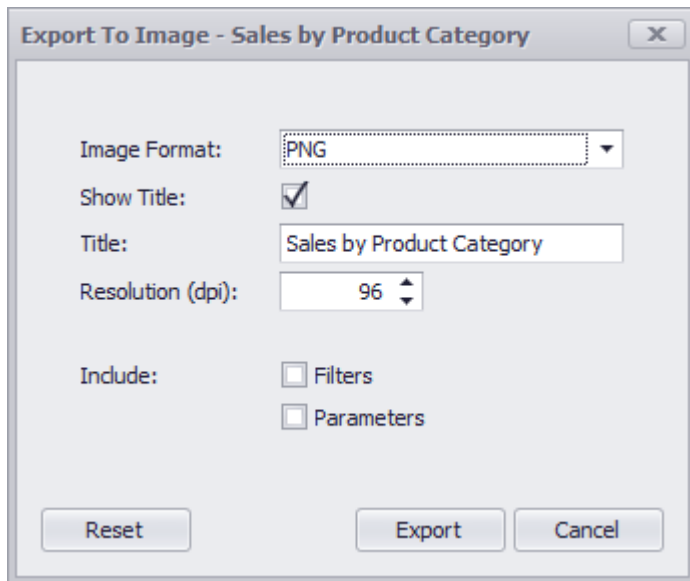 Export To Image - Sales by Product Category
Image Format: PNG
Show Title:
Title: Sales by Product Category
Resolution (dpi): 96
Include: Filters
Parameters
Reset Export Cancel